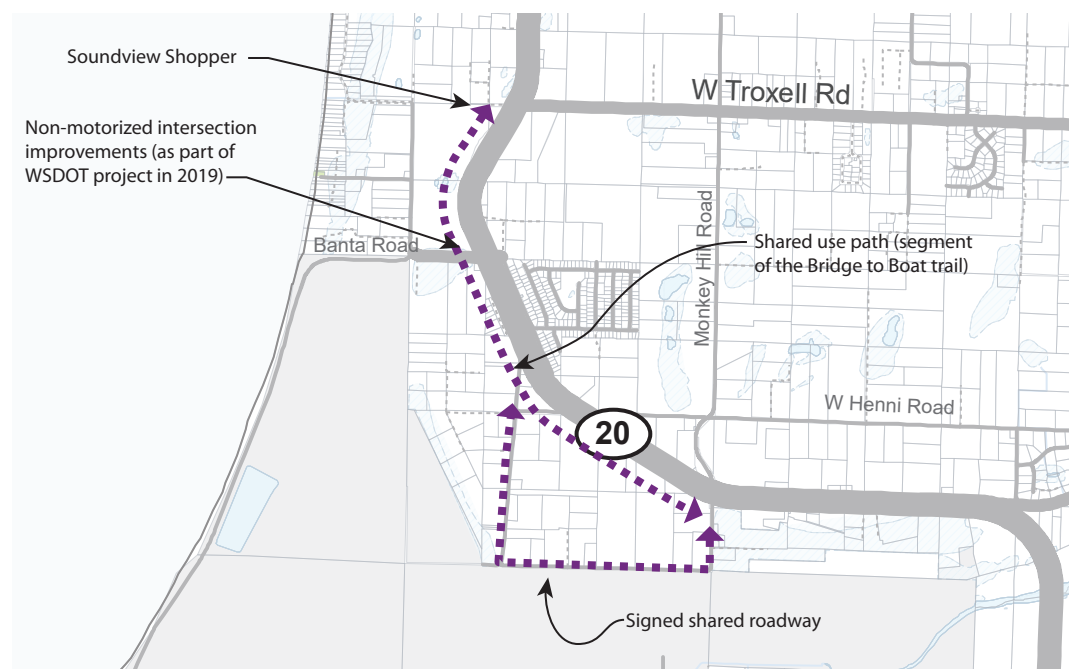 Soundview Shopper
W Troxell Rd
Non-motorized intersection
improvements (as part of
WSDOT project in 2019)
Banta Road
Monkey Hill Road
Shared use path (segment
of the Bridge to Boat trail)
W Henni Road
20
Signed shared roadway